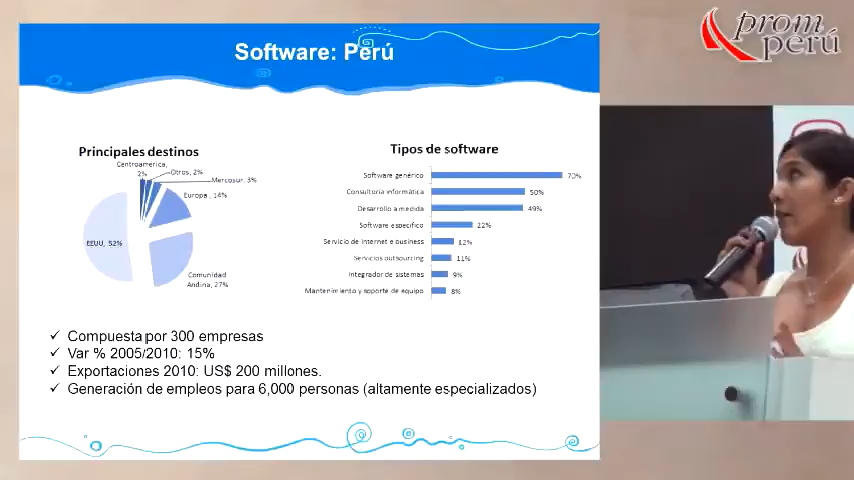 Software: Perú
prom
perú
Principales destinos
Centroamérica,
2%
Otros, 2%
Mercosur, 3%
Europa, 14%
EEUU, 52%
Comunidad
Andina, 27%
Tipos de software
Software genérico 70%
Consultoría informática 50%
Desarrollo a medida 49%
Software específico 22%
Servicio de internet e business 12%
Servicios outsourcing 11%
Integrador de sistemas 9%
Mantenimiento y soporte de equipo 8%
✓ Compuesta por 300 empresas
✓ Var % 2005/2010: 15%
✓ Exportaciones 2010: US$ 200 millones.
✓ Generación de empleos para 6,000 personas (altamente especializados)